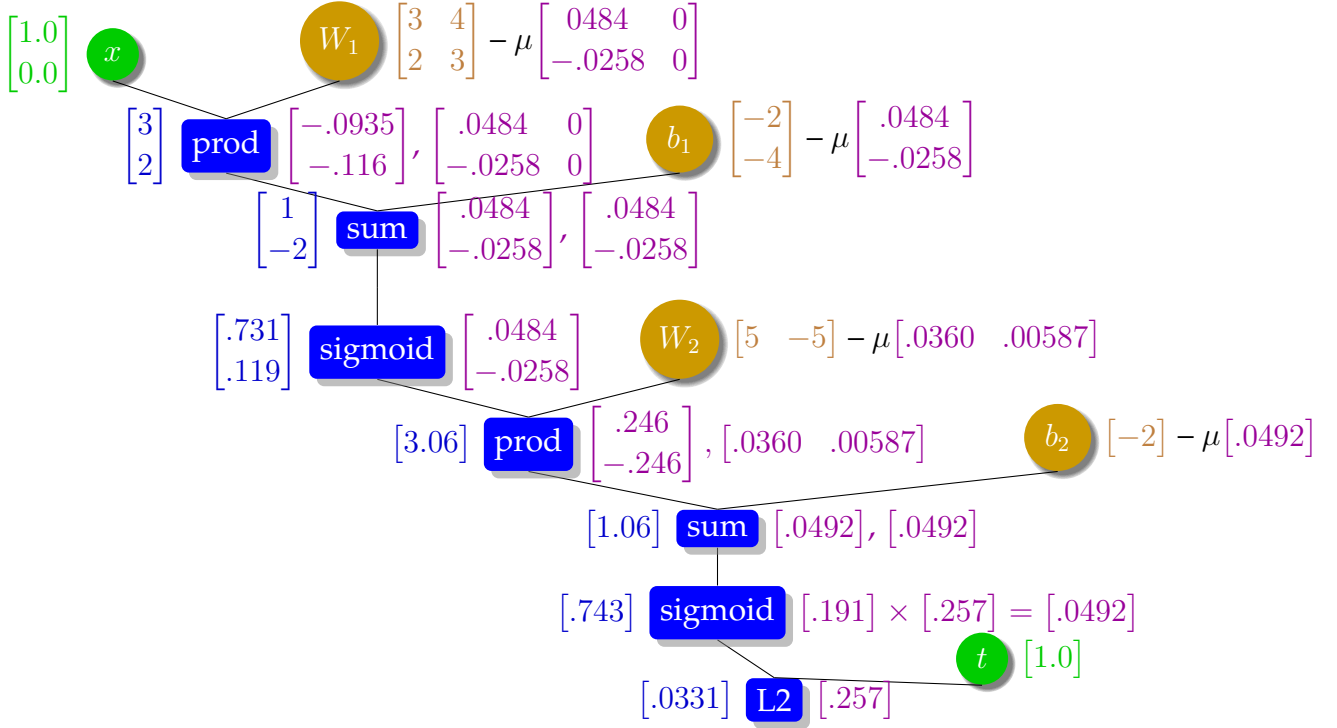 [1.0 0.0] x W₁ [3 4 2 3] − μ [0484 0 −.0258 0]
[3 2] prod [−.0935 −.116], [.0484 0 −.0258 0] b₁ [−2 −4] − μ [.0484 −.0258]
[1 −2] sum [.0484 −.0258], [.0484 −.0258]
[.731 .119] sigmoid [.0484 −.0258] W₂ [5 −5] − μ [.0360 .00587]
[3.06] prod [.246 −.246], [.0360 .00587] b₂ [−2] − μ [.0492]
[1.06] sum [.0492], [.0492]
[.743] sigmoid [.191] × [.257] = [.0492]
t [1.0]
[.0331] L2 [.257]